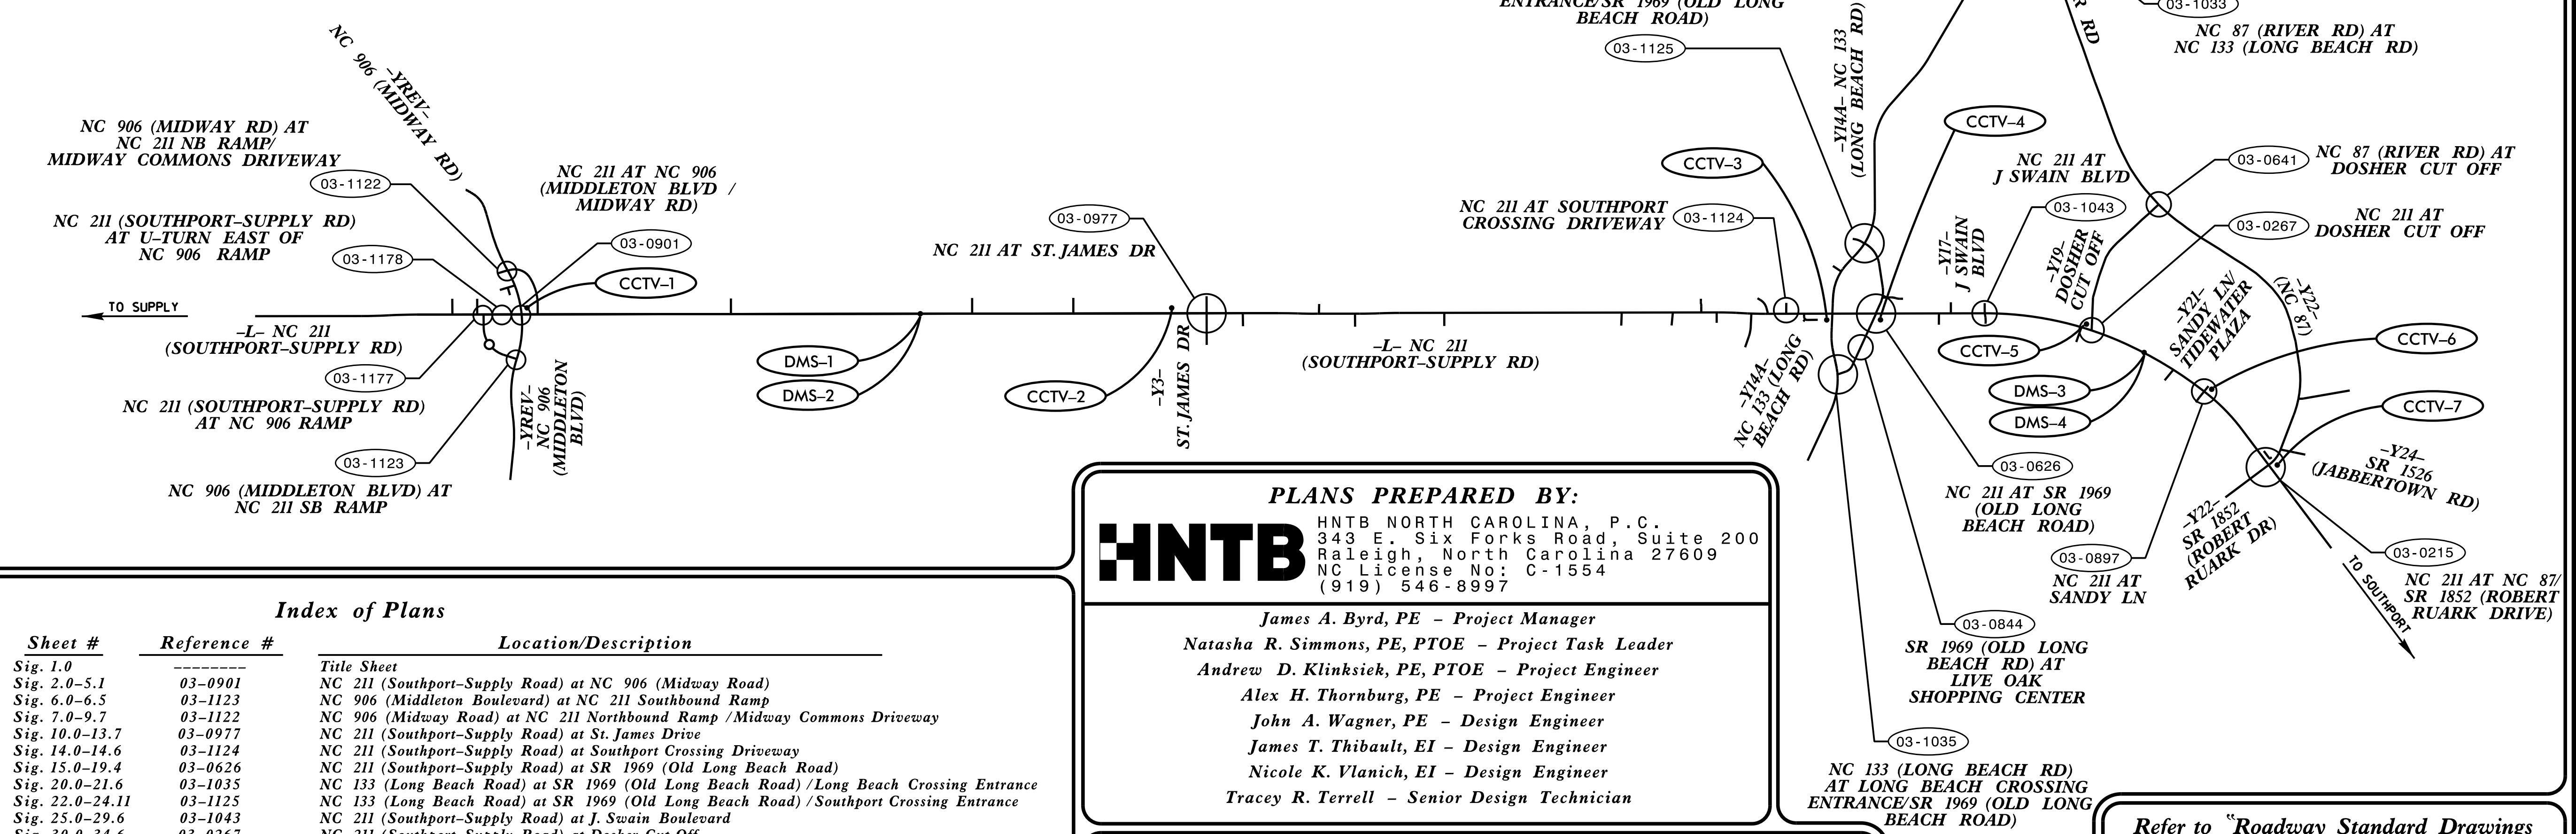 ENTRANCE/SR 1969 (OLD LONG
BEACH ROAD)
03-1125
-Y14A- NC 133
(LONG BEACH RD)
R RD
03-1033
NC 87 (RIVER RD) AT
NC 133 (LONG BEACH RD)
-YREV-
NC 906 (MIDWAY RD)
NC 906 (MIDWAY RD) AT
NC 211 NB RAMP/
MIDWAY COMMONS DRIVEWAY
03-1122
NC 211 (SOUTHPORT-SUPPLY RD)
AT U-TURN EAST OF
NC 906 RAMP
03-1178
NC 211 AT NC 906
(MIDDLETON BLVD /
MIDWAY RD)
03-0901
CCTV-1
TO SUPPLY
-L- NC 211
(SOUTHPORT-SUPPLY RD)
03-1177
NC 211 (SOUTHPORT-SUPPLY RD)
AT NC 906 RAMP
03-1123
NC 906 (MIDDLETON BLVD) AT
NC 211 SB RAMP
-YREV-
NC 906
(MIDDLETON
BLVD)
DMS-1
DMS-2
03-0977
NC 211 AT ST. JAMES DR
CCTV-2
-Y3-
ST. JAMES DR
-L- NC 211
(SOUTHPORT-SUPPLY RD)
CCTV-3
NC 211 AT SOUTHPORT
CROSSING DRIVEWAY
03-1124
CCTV-4
-Y14A-
NC 133 (LONG
BEACH RD)
-Y17-
J SWAIN
BLVD
NC 211 AT
J SWAIN BLVD
03-1043
03-0641
NC 87 (RIVER RD) AT
DOSHER CUT OFF
03-0267
NC 211 AT
DOSHER CUT OFF
-Y19-
DOSHER
CUT OFF
CCTV-5
DMS-3
DMS-4
-Y21-
SANDY LN/
TIDEWATER
PLAZA
-Y22-
(NC 87)
CCTV-6
CCTV-7
-Y24-
SR 1526
(JABBERTOWN RD)
03-0626
NC 211 AT SR 1969
(OLD LONG
BEACH ROAD)
-Y22-
SR 1852
(ROBERT
RUARK DR)
03-0897
NC 211 AT
SANDY LN
TO SOUTHPORT
03-0215
NC 211 AT NC 87/
SR 1852 (ROBERT
RUARK DRIVE)
03-0844
SR 1969 (OLD LONG
BEACH RD) AT
LIVE OAK
SHOPPING CENTER
03-1035
NC 133 (LONG BEACH RD)
AT LONG BEACH CROSSING
ENTRANCE/SR 1969 (OLD LONG
BEACH ROAD)
PLANS PREPARED BY:
HNTB
HNTB NORTH CAROLINA, P.C.
343 E. Six Forks Road, Suite 200
Raleigh, North Carolina 27609
NC License No: C-1554
(919) 546-8997
James A. Byrd, PE - Project Manager
Natasha R. Simmons, PE, PTOE - Project Task Leader
Andrew D. Klinksiek, PE, PTOE - Project Engineer
Alex H. Thornburg, PE - Project Engineer
John A. Wagner, PE - Design Engineer
James T. Thibault, EI - Design Engineer
Nicole K. Vlanich, EI - Design Engineer
Tracey R. Terrell - Senior Design Technician
Index of Plans
Sheet # Reference # Location/Description
Sig. 1.0 -------- Title Sheet
Sig. 2.0-5.1 03-0901 NC 211 (Southport-Supply Road) at NC 906 (Midway Road)
Sig. 6.0-6.5 03-1123 NC 906 (Middleton Boulevard) at NC 211 Southbound Ramp
Sig. 7.0-9.7 03-1122 NC 906 (Midway Road) at NC 211 Northbound Ramp /Midway Commons Driveway
Sig. 10.0-13.7 03-0977 NC 211 (Southport-Supply Road) at St. James Drive
Sig. 14.0-14.6 03-1124 NC 211 (Southport-Supply Road) at Southport Crossing Driveway
Sig. 15.0-19.4 03-0626 NC 211 (Southport-Supply Road) at SR 1969 (Old Long Beach Road)
Sig. 20.0-21.6 03-1035 NC 133 (Long Beach Road) at SR 1969 (Old Long Beach Road) /Long Beach Crossing Entrance
Sig. 22.0-24.11 03-1125 NC 133 (Long Beach Road) at SR 1969 (Old Long Beach Road) /Southport Crossing Entrance
Sig. 25.0-29.6 03-1043 NC 211 (Southport-Supply Road) at J. Swain Boulevard
Sig. 30.0-34.6 03-0267 NC 211 (Southport-Supply Road) at Dosher Cut Off
Refer to "Roadway Standard Drawings